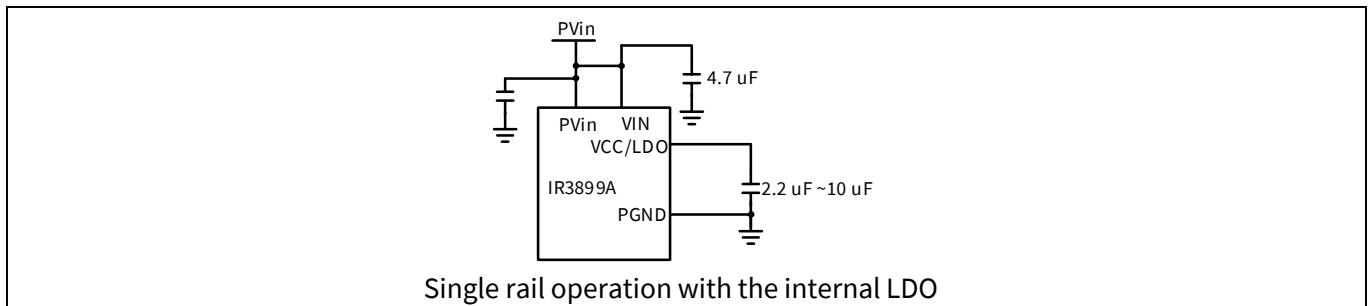 PVin
4.7 uF
PVin
VIN
VCC/LDO
IR3899A
2.2 uF ~10 uF
PGND
Single rail operation with the internal LDO